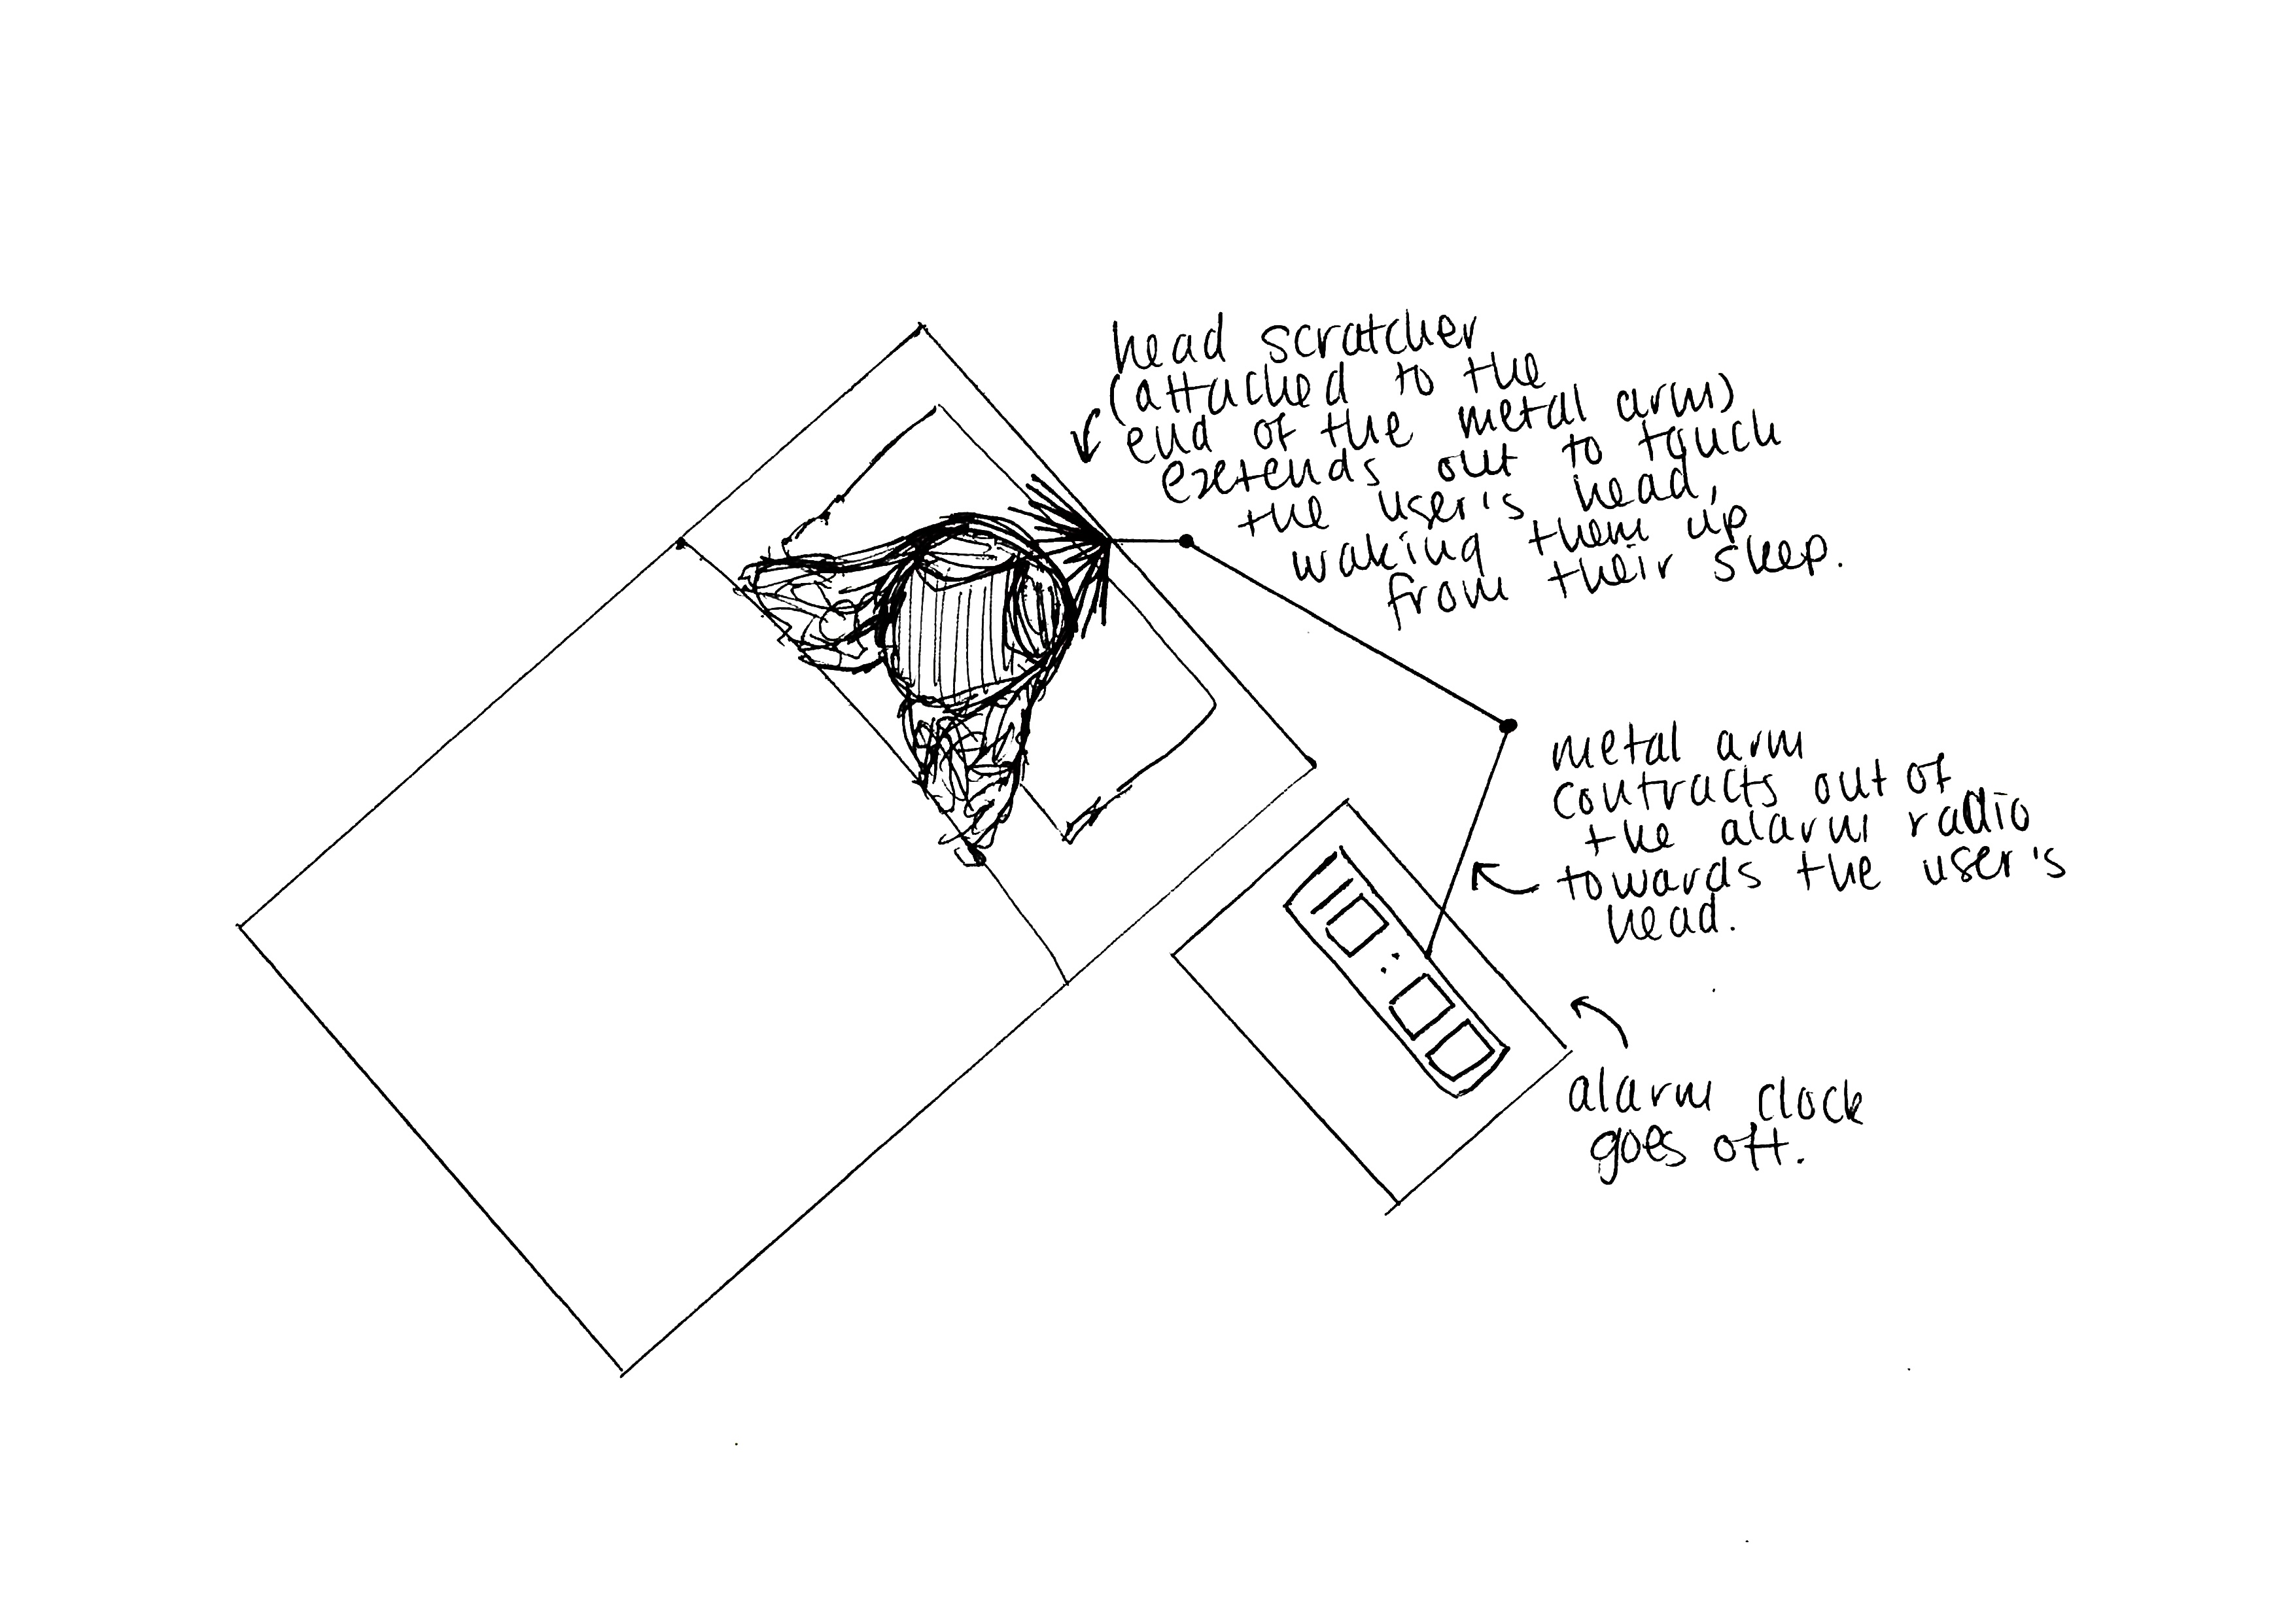 head scratcher
(attached to the
end of the metal arm)
extends out to touch
the user's head,
waking them up
from their sleep.
metal arm
contracts out of
the alarm radio
towards the user's
head.
10:00
alarm clock
goes off.